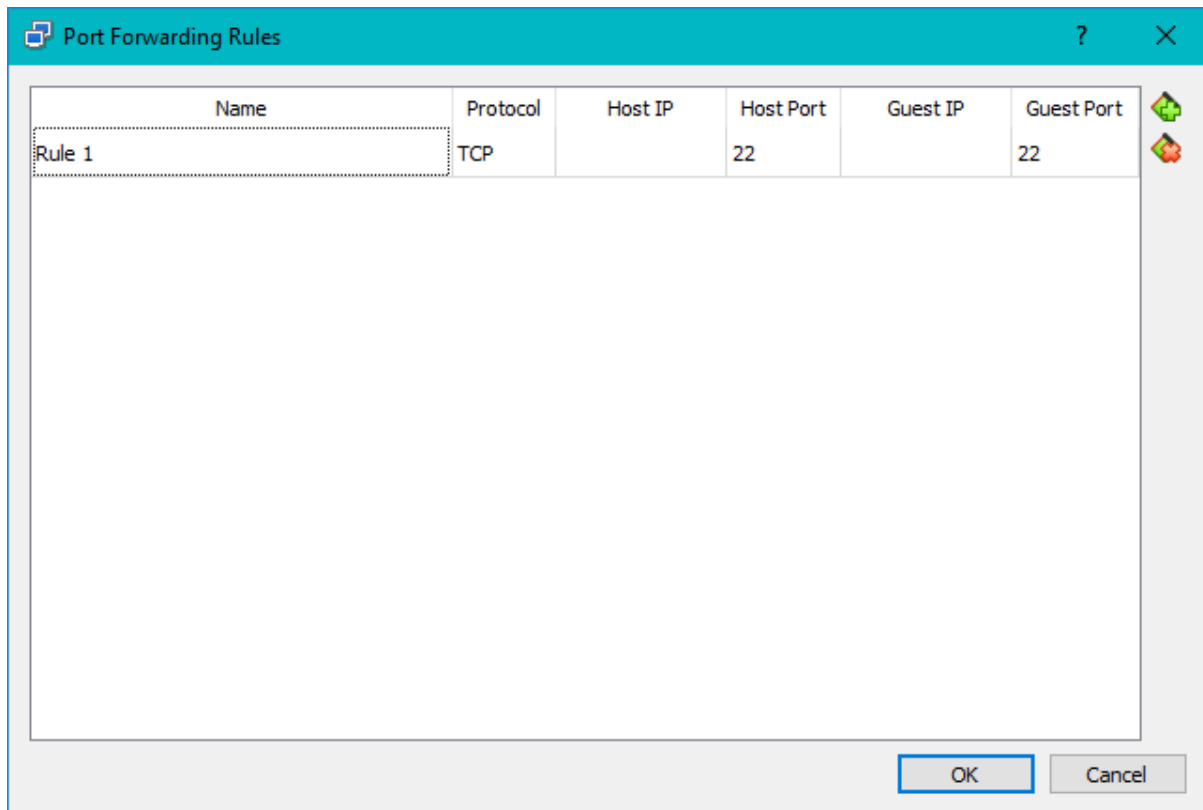 Port Forwarding Rules ?
Name Protocol Host IP Host Port Guest IP Guest Port
Rule 1 TCP 22 22
OK Cancel